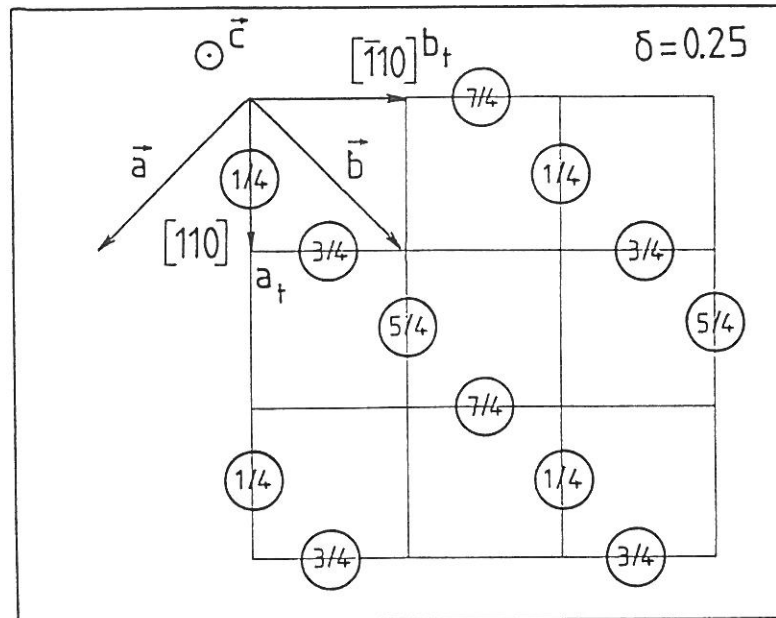 c⃗ [1̄10] b_t δ = 0.25
7/4
a⃗ 1/4 b⃗ 1/4
[110] 3/4 3/4
a_t
5/4 5/4
7/4
1/4 1/4
3/4 3/4